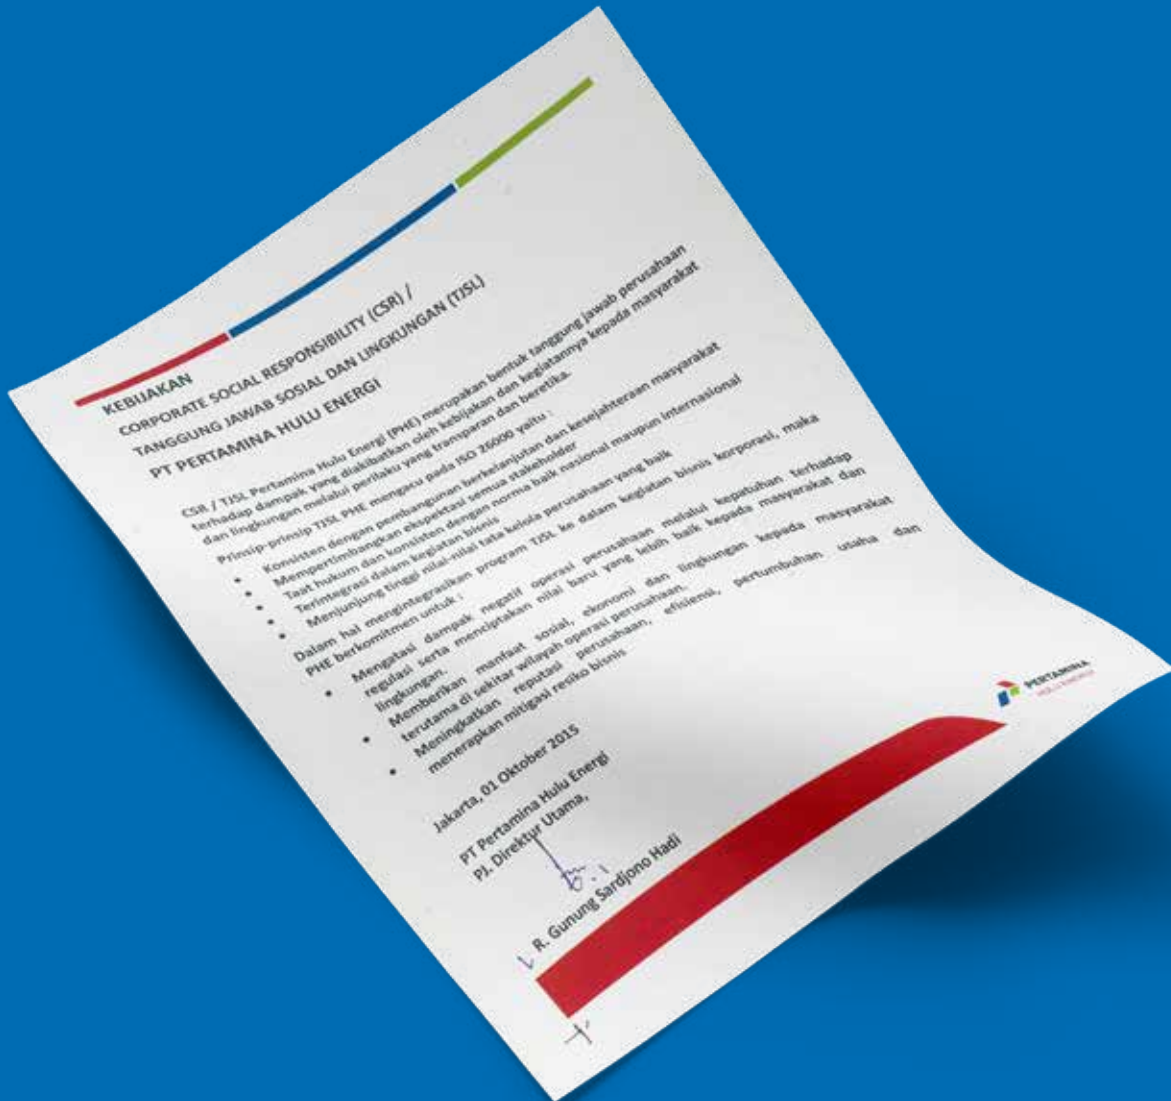 KEBIJAKAN
CORPORATE SOCIAL RESPONSIBILITY (CSR) /
TANGGUNG JAWAB SOSIAL DAN LINGKUNGAN (TJSL)
PT PERTAMINA HULU ENERGI
CSR / TJSL Pertamina Hulu Energi (PHE) merupakan bentuk tanggung jawab perusahaan
terhadap dampak yang diakibatkan oleh kebijakan dan kegiatannya kepada masyarakat
dan lingkungan melalui perilaku yang transparan dan beretika.
Prinsip-prinsip TJSL PHE mengacu pada ISO 26000 yaitu :
• Konsisten dengan pembangunan berkelanjutan dan kesejahteraan masyarakat
• Mempertimbangkan ekspektasi semua stakeholder
• Taat hukum dan konsisten dengan norma baik nasional maupun internasional
• Terintegrasi dalam kegiatan bisnis
• Menjunjung tinggi nilai-nilai tata kelola perusahaan yang baik
Dalam hal mengintegrasikan program TJSL ke dalam kegiatan bisnis korporasi, maka
PHE berkomitmen untuk :
• Mengatasi dampak negatif operasi perusahaan melalui kepatuhan terhadap
regulasi serta menciptakan nilai baru yang lebih baik kepada masyarakat dan
lingkungan.
• Memberikan manfaat sosial, ekonomi dan lingkungan kepada masyarakat
terutama di sekitar wilayah operasi perusahaan.
• Meningkatkan reputasi perusahaan, efisiensi, pertumbuhan usaha dan
menerapkan mitigasi resiko bisnis
Jakarta, 01 Oktober 2015
PT Pertamina Hulu Energi
PJ. Direktur Utama,
R. Gunung Sardjono Hadi
PERTAMINA
HULU ENERGI